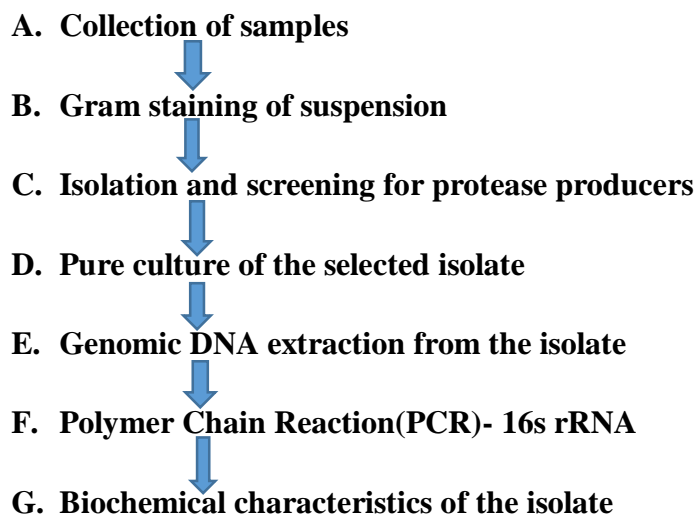 A. Collection of samples
B. Gram staining of suspension
C. Isolation and screening for protease producers
D. Pure culture of the selected isolate
E. Genomic DNA extraction from the isolate
F. Polymer Chain Reaction(PCR)- 16s rRNA
G. Biochemical characteristics of the isolate